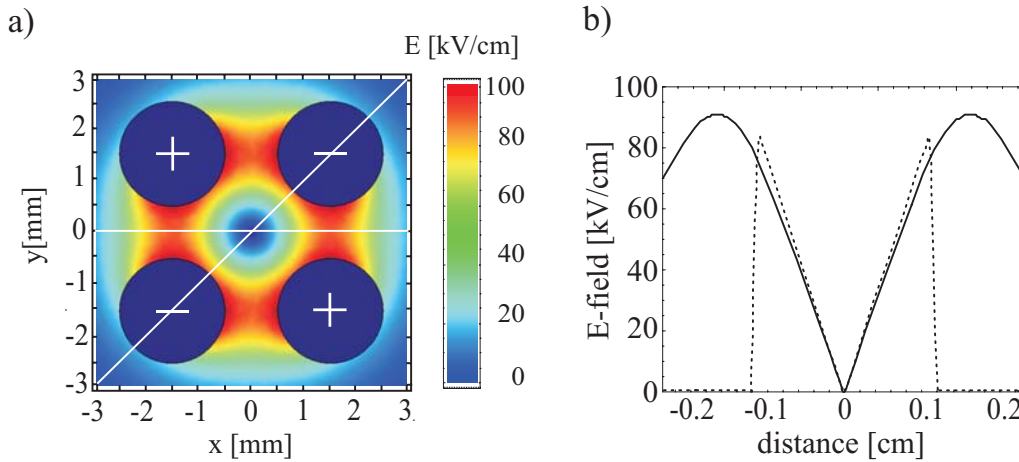 a)
E [kV/cm]
3
2
1
0
-1
-2
-3
-3 -2 -1 0 1 2 3
y[mm]
x [mm]
+ −
− +
100
80
60
40
20
0
b)
100
80
60
40
20
0
E-field [kV/cm]
-0.2 -0.1 0 0.1 0.2
distance [cm]